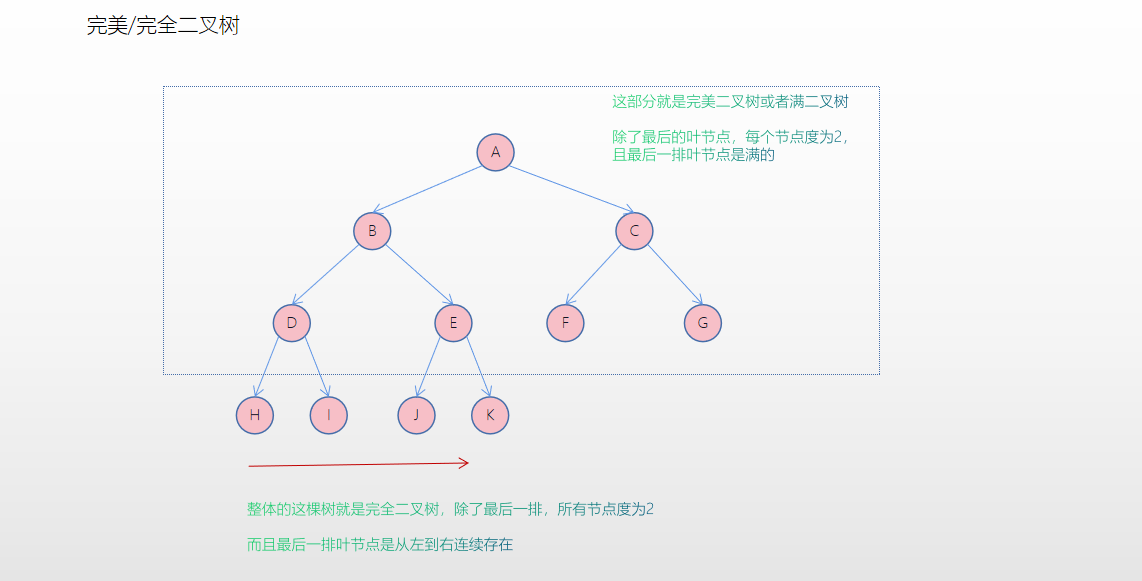 完美/完全二叉树
这部分就是完美二叉树或者满二叉树
除了最后的叶节点，每个节点度为2，
且最后一排叶节点是满的
A
B
C
D
E
F
G
H
I
J
K
整体的这棵树就是完全二叉树，除了最后一排，所有节点度为2
而且最后一排叶节点是从左到右连续存在